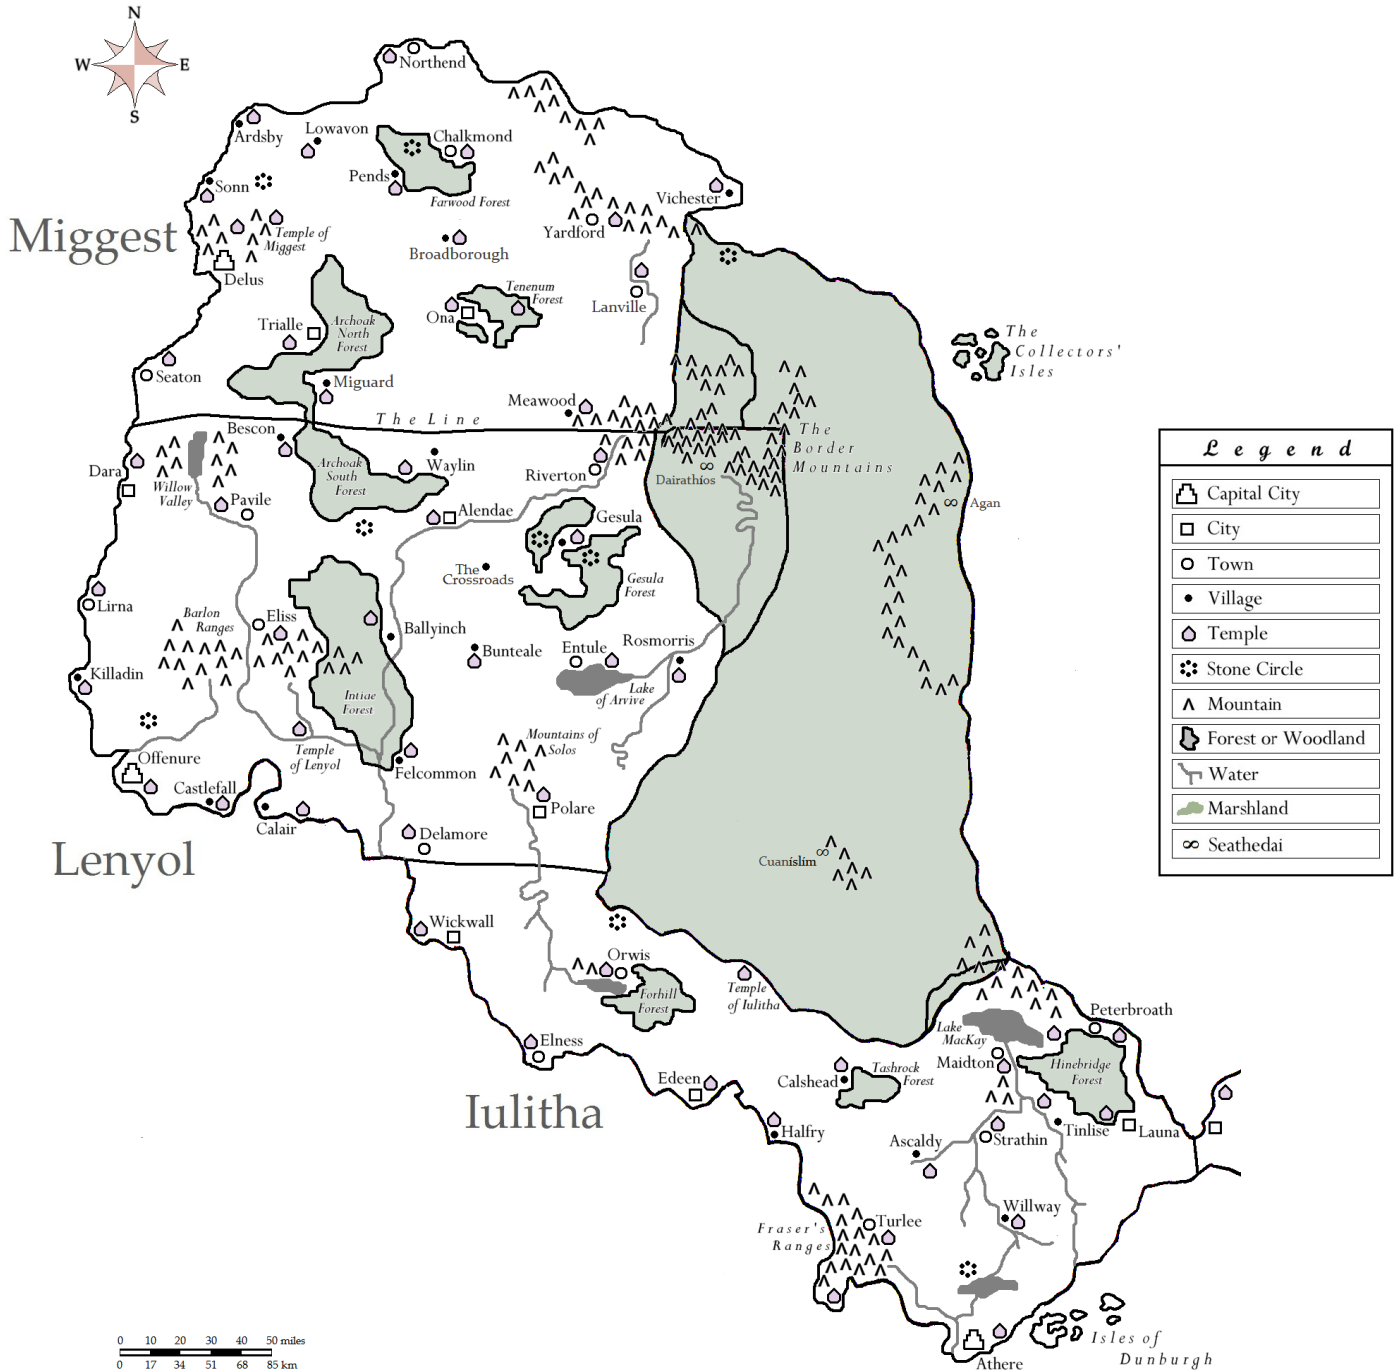 N
W E
S
Northend
Ardsby
Lowavon
Chalkmond
Pends
Farwood Forest
Sonn
Vichester
Miggest
Temple of
Miggest
Yardford
Broadborough
Delus
Tenenum
Forest
Ona
Lanville
Trialle
Archoak
North
Forest
The
Collectors'
Isles
Seaton
Miguard
Meawood
The Line
Bescon
The
Border
Mountains
Dara
Willow
Valley
Archoak
South
Forest
Waylin
Riverton
Dairathíos
Pavile
Alendae
Gesula
Agan
The
Crossroads
Gesula
Forest
Lirna
Barlon
Ranges
Eliss
Ballyinch
Bunteale
Entule
Rosmorris
Killadin
Intiae
Forest
Lake
of Arvive
Mountains of
Solos
Offenure
Temple
of Lenyol
Felcommon
Castlefall
Calair
Polare
Delamore
Lenyol
Cuaníslím
Wickwall
Orwis
Forhill
Forest
Temple
of Iulitha
Peterbroath
Lake
MacKay
Elness
Maidton
Hinebridge
Forest
Edeen
Calshead
Tashrock
Forest
Iulitha
Halfry
Ascaldy
Strathin
Tinlise
Launa
Willway
Fraser's
Ranges
Turlee
Isles of
Dunburgh
Athere
Legend
Capital City
City
Town
Village
Temple
Stone Circle
Mountain
Forest or Woodland
Water
Marshland
Seathedai
0 10 20 30 40 50 miles
0 17 34 51 68 85 km